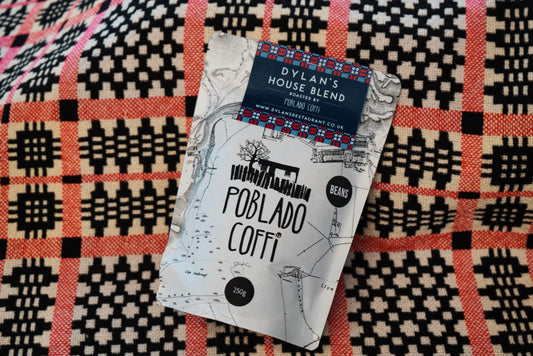 DYLAN'S
HOUSE BLEND
ROASTED BY
POBLADO COFFI
WWW.DYLANSRESTAURANT.CO.UK
BEANS
POBLADO
COFFI
250g